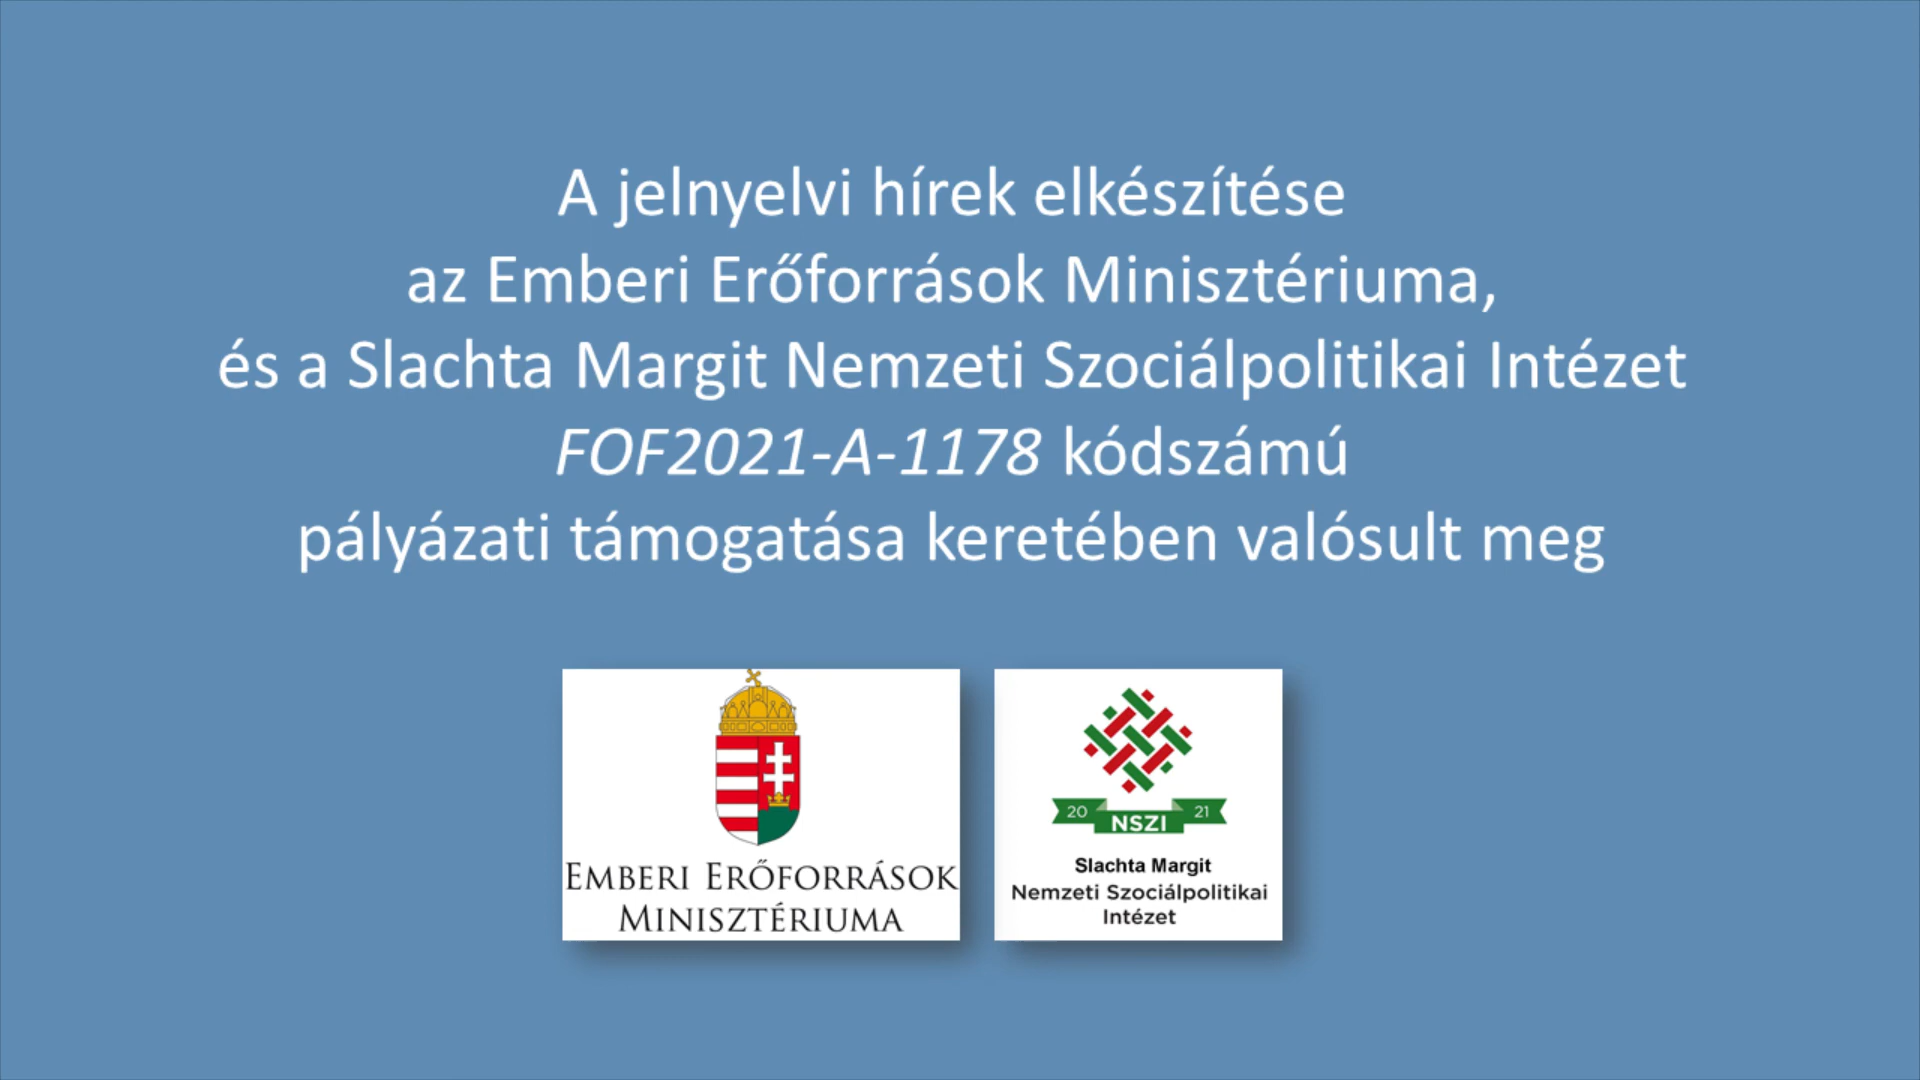 A jelnyelvi hírek elkészítése
az Emberi Erőforrások Minisztériuma,
és a Slachta Margit Nemzeti Szociálpolitikai Intézet
FOF2021-A-1178 kódszámú
pályázati támogatása keretében valósult meg
EMBERI ERŐFORRÁSOK
MINISZTÉRIUMA
20 NSZI 21
Slachta Margit
Nemzeti Szociálpolitikai
Intézet